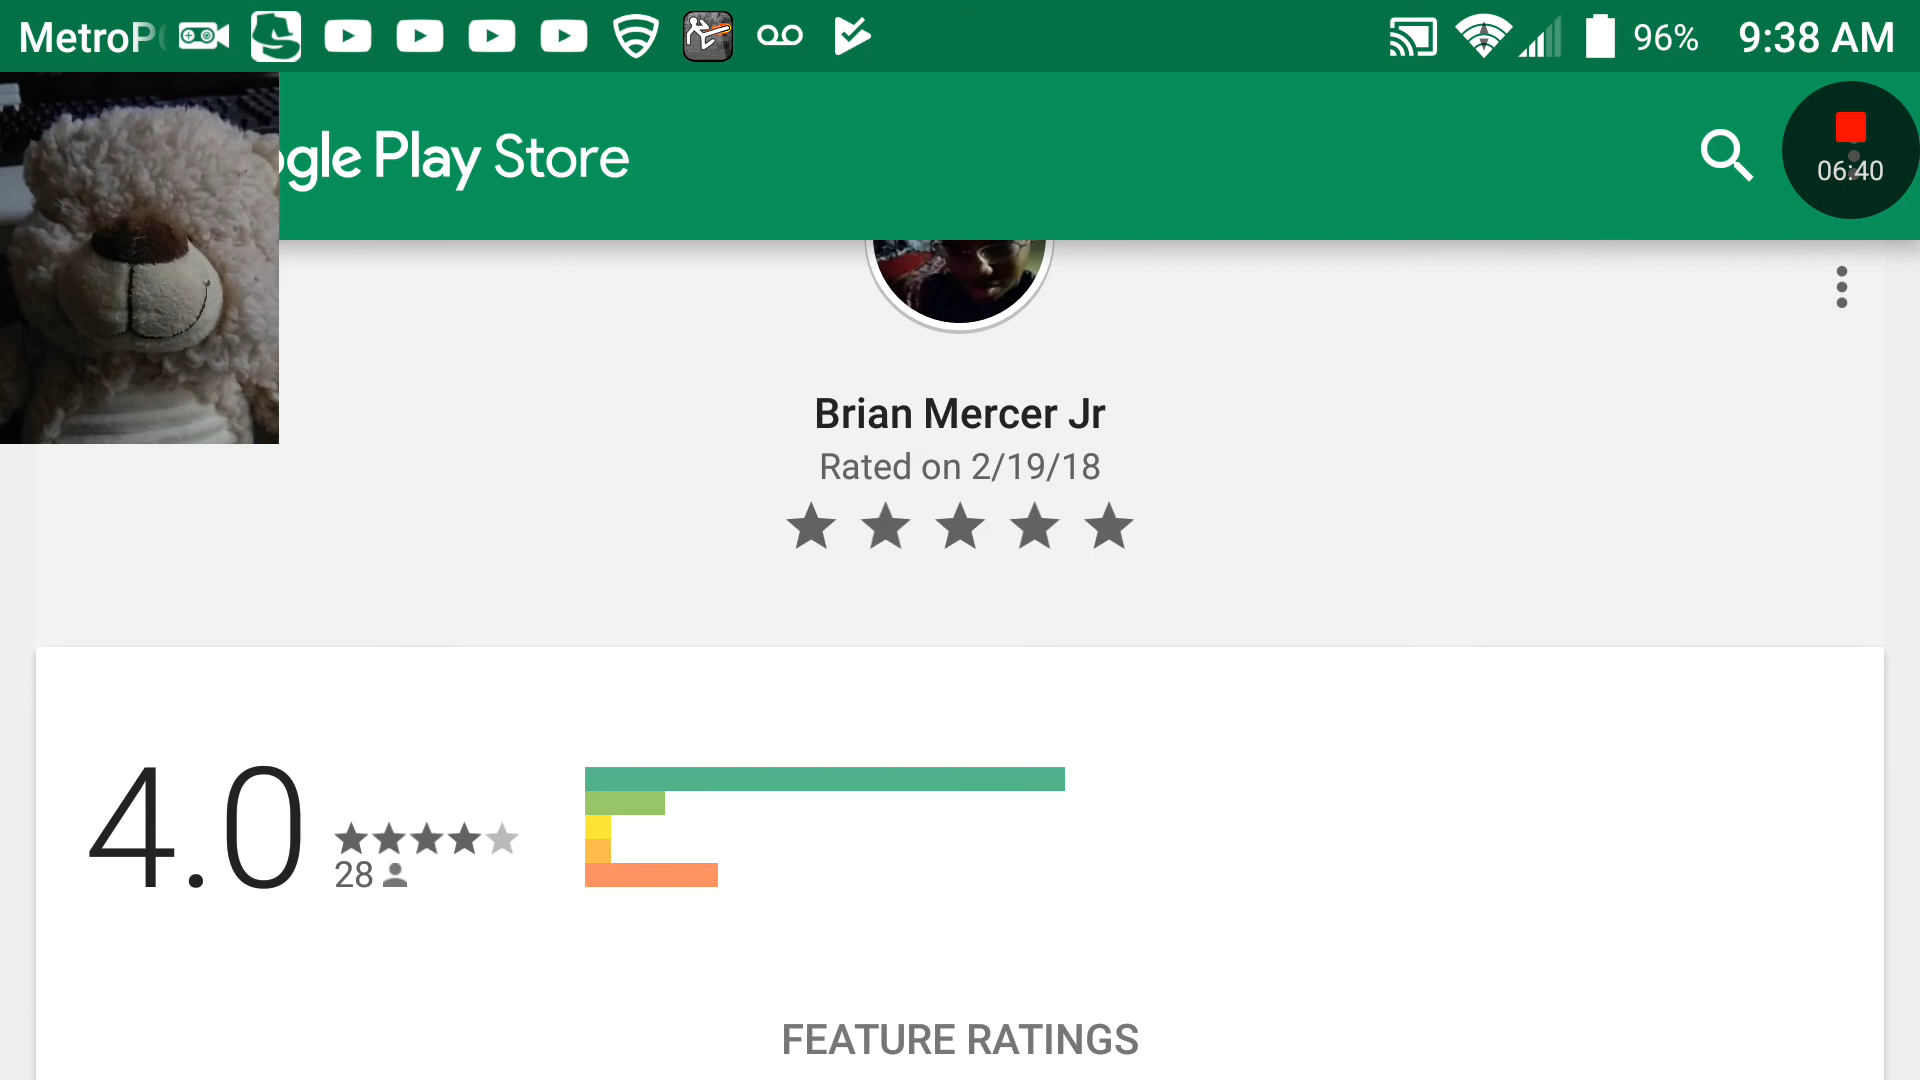 MetroP
96%
9:38 AM
gle Play Store
06:40
Brian Mercer Jr
Rated on 2/19/18
4.0
28
FEATURE RATINGS